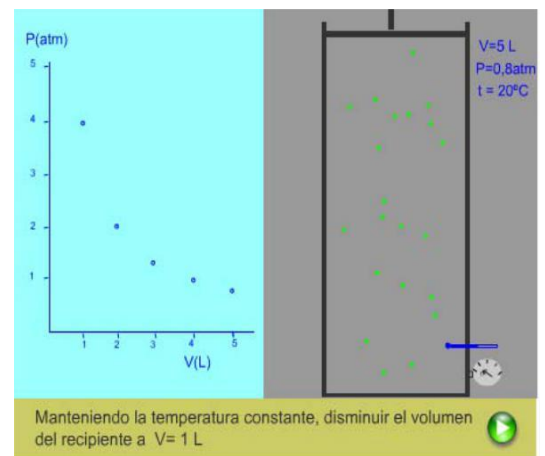 P(atm)
5
4
3
2
1
1 2 3 4 5
V(L)
V=5 L
P=0,8atm
t = 20ºC
Manteniendo la temperatura constante, disminuir el volumen
del recipiente a V= 1 L